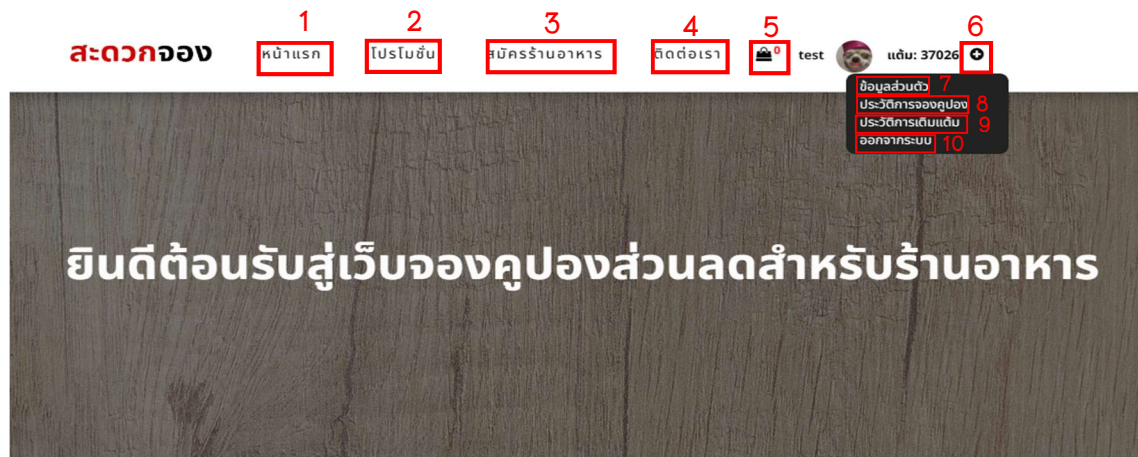 1 2 3 4 5 6
สะดวกจอง หน้าแรก โปรโมชั่น สมัครร้านอาหาร ติดต่อเรา 0 test แต้ม: 37026
ข้อมูลส่วนตัว 7
ประวัติการจองคูปอง 8
ประวัติการเติมแต้ม 9
ออกจากระบบ 10
ยินดีต้อนรับสู่เว็บจองคูปองส่วนลดสำหรับร้านอาหาร